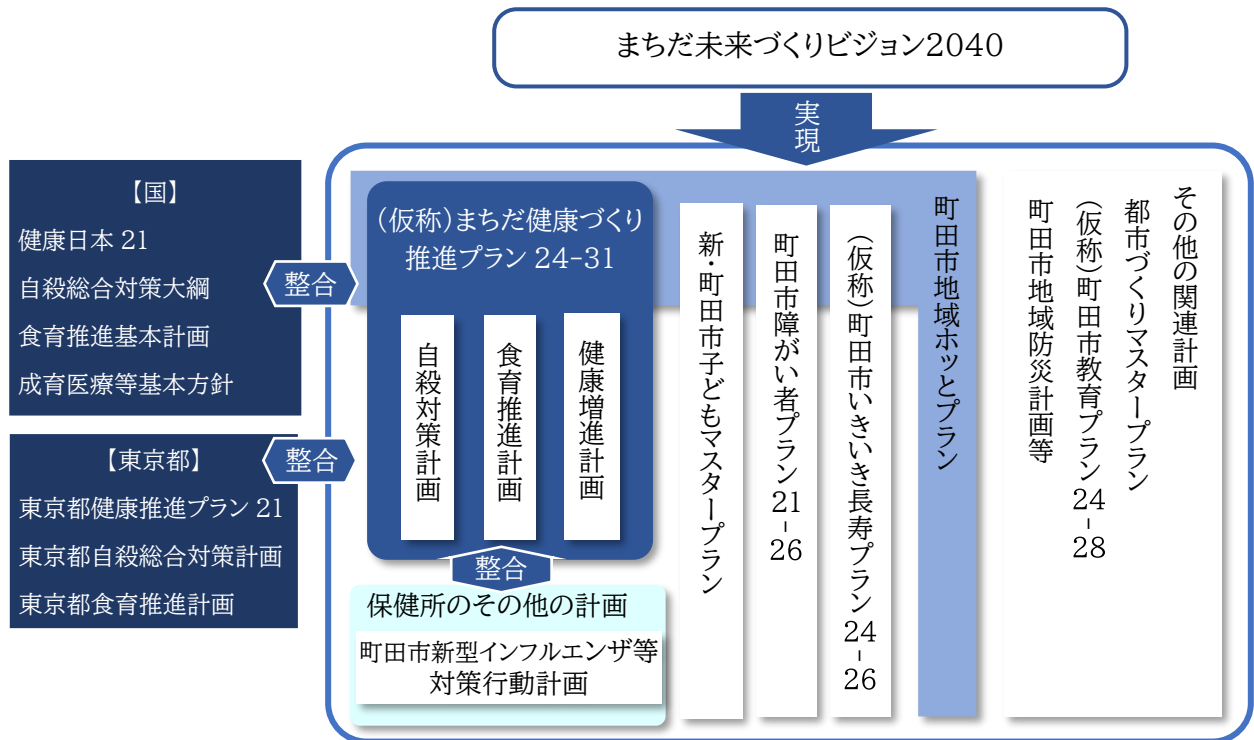 まちだ未来づくりビジョン2040
実現
【国】
健康日本 21
自殺総合対策大綱
食育推進基本計画
成育医療等基本方針
整合
【東京都】
東京都健康推進プラン 21
東京都自殺総合対策計画
東京都食育推進計画
整合
(仮称)まちだ健康づくり
推進プラン 24-31
自殺対策計画
食育推進計画
健康増進計画
整合
保健所のその他の計画
町田市新型インフルエンザ等
対策行動計画
新・町田市子どもマスタープラン
町田市障がい者プラン21-26
(仮称)町田市いきいき長寿プラン24-26
町田市地域ホッとプラン
その他の関連計画
都市づくりマスタープラン
(仮称)町田市教育プラン24-28
町田市地域防災計画等